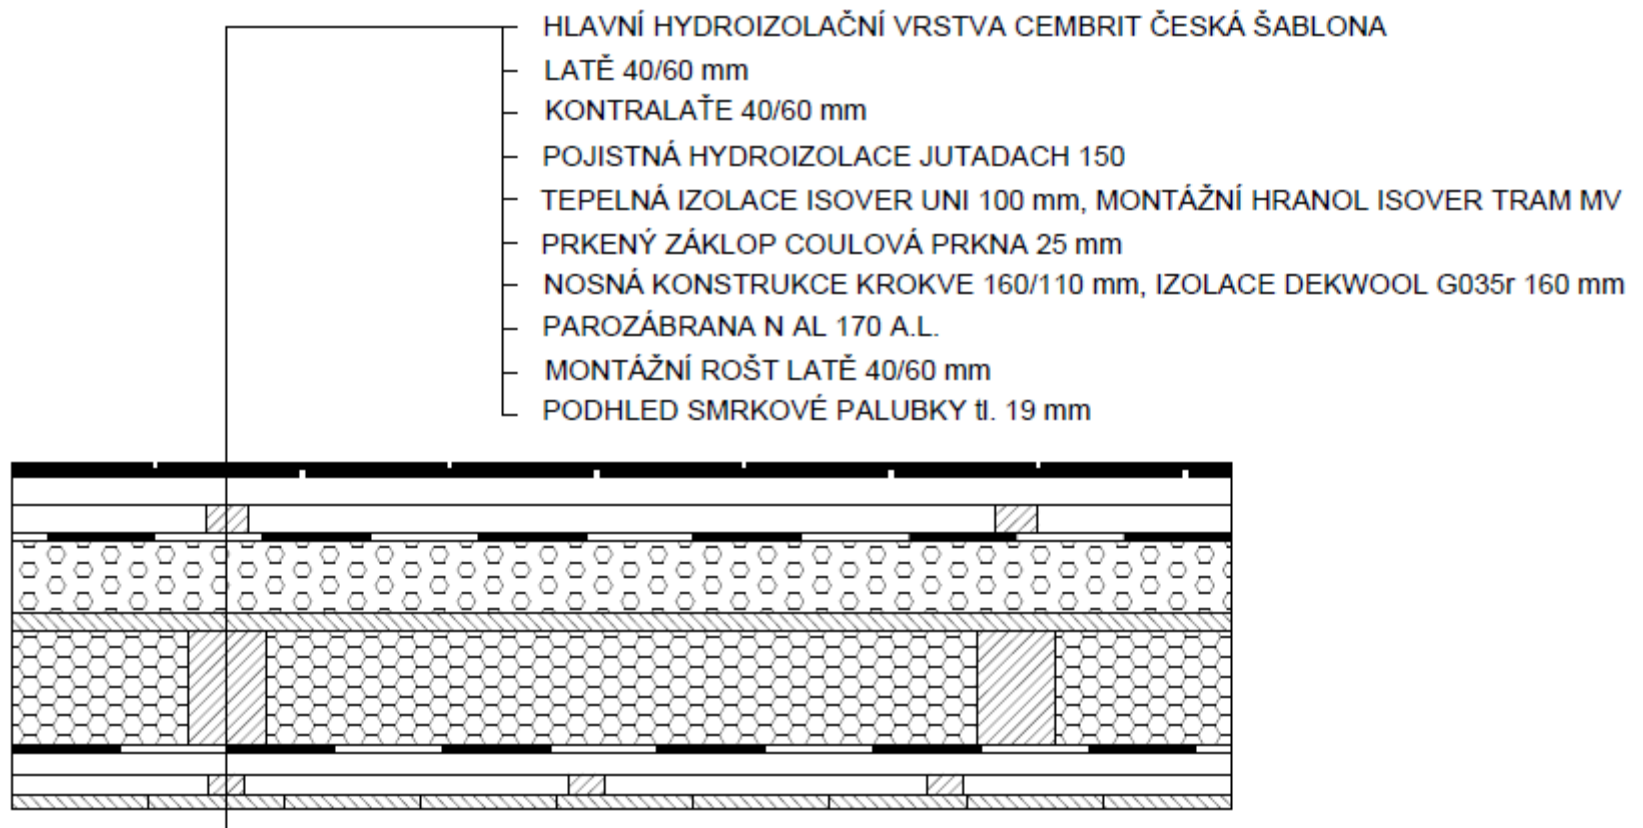 HLAVNÍ HYDROIZOLAČNÍ VRSTVA CEMBRIT ČESKÁ ŠABLONA
LATĚ 40/60 mm
KONTRALAŤE 40/60 mm
POJISTNÁ HYDROIZOLACE JUTADACH 150
TEPELNÁ IZOLACE ISOVER UNI 100 mm, MONTÁŽNÍ HRANOL ISOVER TRAM MV
PRKENÝ ZÁKLOP COULOVÁ PRKNA 25 mm
NOSNÁ KONSTRUKCE KROKVE 160/110 mm, IZOLACE DEKWOOL G035r 160 mm
PAROZÁBRANA N AL 170 A.L.
MONTÁŽNÍ ROŠT LATĚ 40/60 mm
PODHLED SMRKOVÉ PALUBKY tl. 19 mm